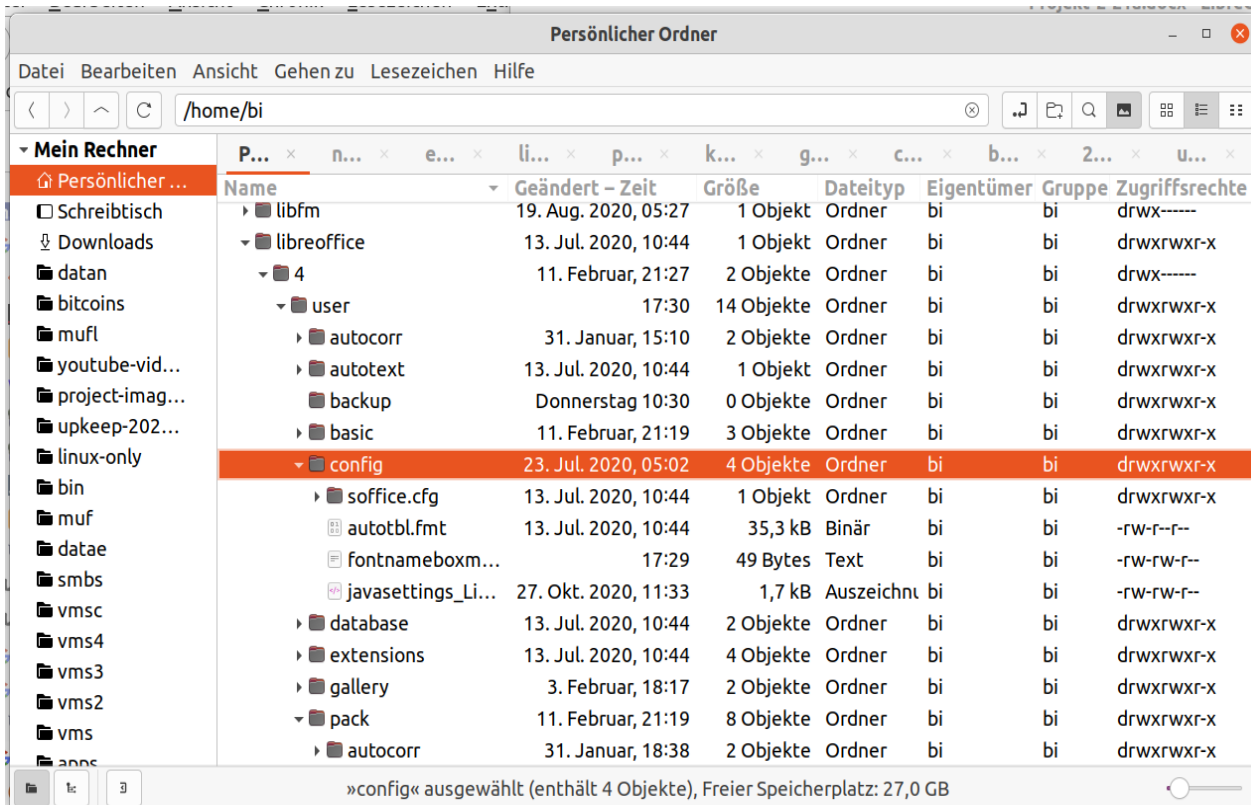 Persönlicher Ordner
Datei Bearbeiten Ansicht Gehen zu Lesezeichen Hilfe
/home/bi
Mein Rechner
Persönlicher ...
Schreibtisch
Downloads
datan
bitcoins
mufl
youtube-vid...
project-imag...
upkeep-202...
linux-only
bin
muf
datae
smbs
vmsc
vms4
vms3
vms2
vms
apps
P... n... e... li... p... k... g... c... b... 2... u...
Name Geändert – Zeit Größe Dateityp Eigentümer Gruppe Zugriffsrechte
libfm 19. Aug. 2020, 05:27 1 Objekt Ordner bi bi drwx------
libreoffice 13. Jul. 2020, 10:44 1 Objekt Ordner bi bi drwxrwxr-x
4 11. Februar, 21:27 2 Objekte Ordner bi bi drwx------
user 17:30 14 Objekte Ordner bi bi drwxrwxr-x
autocorr 31. Januar, 15:10 2 Objekte Ordner bi bi drwxrwxr-x
autotext 13. Jul. 2020, 10:44 1 Objekt Ordner bi bi drwxrwxr-x
backup Donnerstag 10:30 0 Objekte Ordner bi bi drwxrwxr-x
basic 11. Februar, 21:19 3 Objekte Ordner bi bi drwxrwxr-x
config 23. Jul. 2020, 05:02 4 Objekte Ordner bi bi drwxrwxr-x
soffice.cfg 13. Jul. 2020, 10:44 1 Objekt Ordner bi bi drwxrwxr-x
autotbl.fmt 13. Jul. 2020, 10:44 35,3 kB Binär bi bi -rw-r--r--
fontnameboxm... 17:29 49 Bytes Text bi bi -rw-rw-r--
javasettings_Li... 27. Okt. 2020, 11:33 1,7 kB Auszeichnu bi bi -rw-rw-r--
database 13. Jul. 2020, 10:44 2 Objekte Ordner bi bi drwxrwxr-x
extensions 13. Jul. 2020, 10:44 4 Objekte Ordner bi bi drwxrwxr-x
gallery 3. Februar, 18:17 2 Objekte Ordner bi bi drwxrwxr-x
pack 11. Februar, 21:19 8 Objekte Ordner bi bi drwxrwxr-x
autocorr 31. Januar, 18:38 2 Objekte Ordner bi bi drwxrwxr-x
»config« ausgewählt (enthält 4 Objekte), Freier Speicherplatz: 27,0 GB